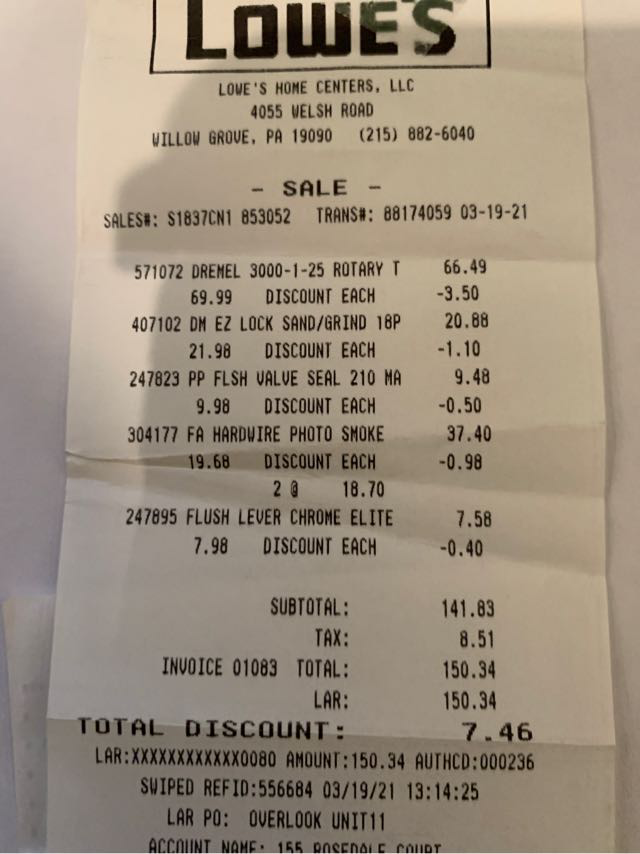 LOWE'S
LOWE'S HOME CENTERS, LLC
4055 WELSH ROAD
WILLOW GROVE, PA 19090 (215) 882-6040
- SALE -
SALES#: S1837CN1 853052 TRANS#: 88174059 03-19-21
571072 DREMEL 3000-1-25 ROTARY T 66.49
69.99 DISCOUNT EACH -3.50
407102 DM EZ LOCK SAND/GRIND 18P 20.88
21.98 DISCOUNT EACH -1.10
247823 PP FLSH VALVE SEAL 210 MA 9.48
9.98 DISCOUNT EACH -0.50
304177 FA HARDWIRE PHOTO SMOKE 37.40
19.68 DISCOUNT EACH -0.98
2 @ 18.70
247895 FLUSH LEVER CHROME ELITE 7.58
7.98 DISCOUNT EACH -0.40
SUBTOTAL: 141.83
TAX: 8.51
INVOICE 01083 TOTAL: 150.34
LAR: 150.34
TOTAL DISCOUNT: 7.46
LAR:XXXXXXXXXXXX0080 AMOUNT:150.34 AUTHCD:000236
SWIPED REFID:556684 03/19/21 13:14:25
LAR PO: OVERLOOK UNIT11
ACCOUNT NAME: 155 ROSEDALE COURT